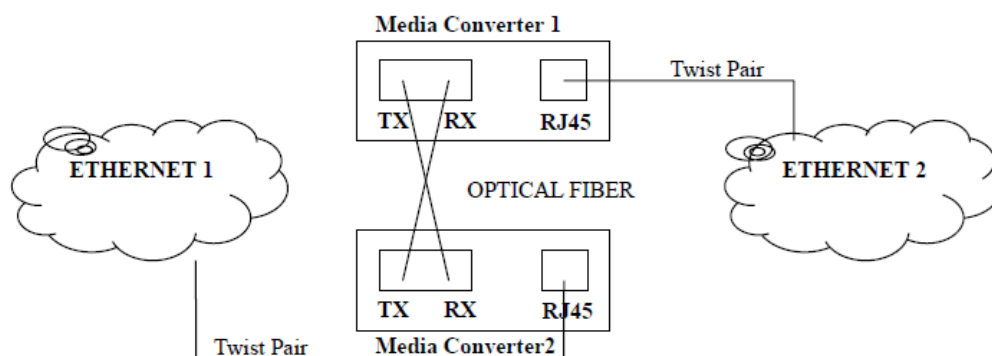 Media Converter 1
Twist Pair
TX RX RJ45
ETHERNET 1
ETHERNET 2
OPTICAL FIBER
TX RX RJ45
Twist Pair
Media Converter2